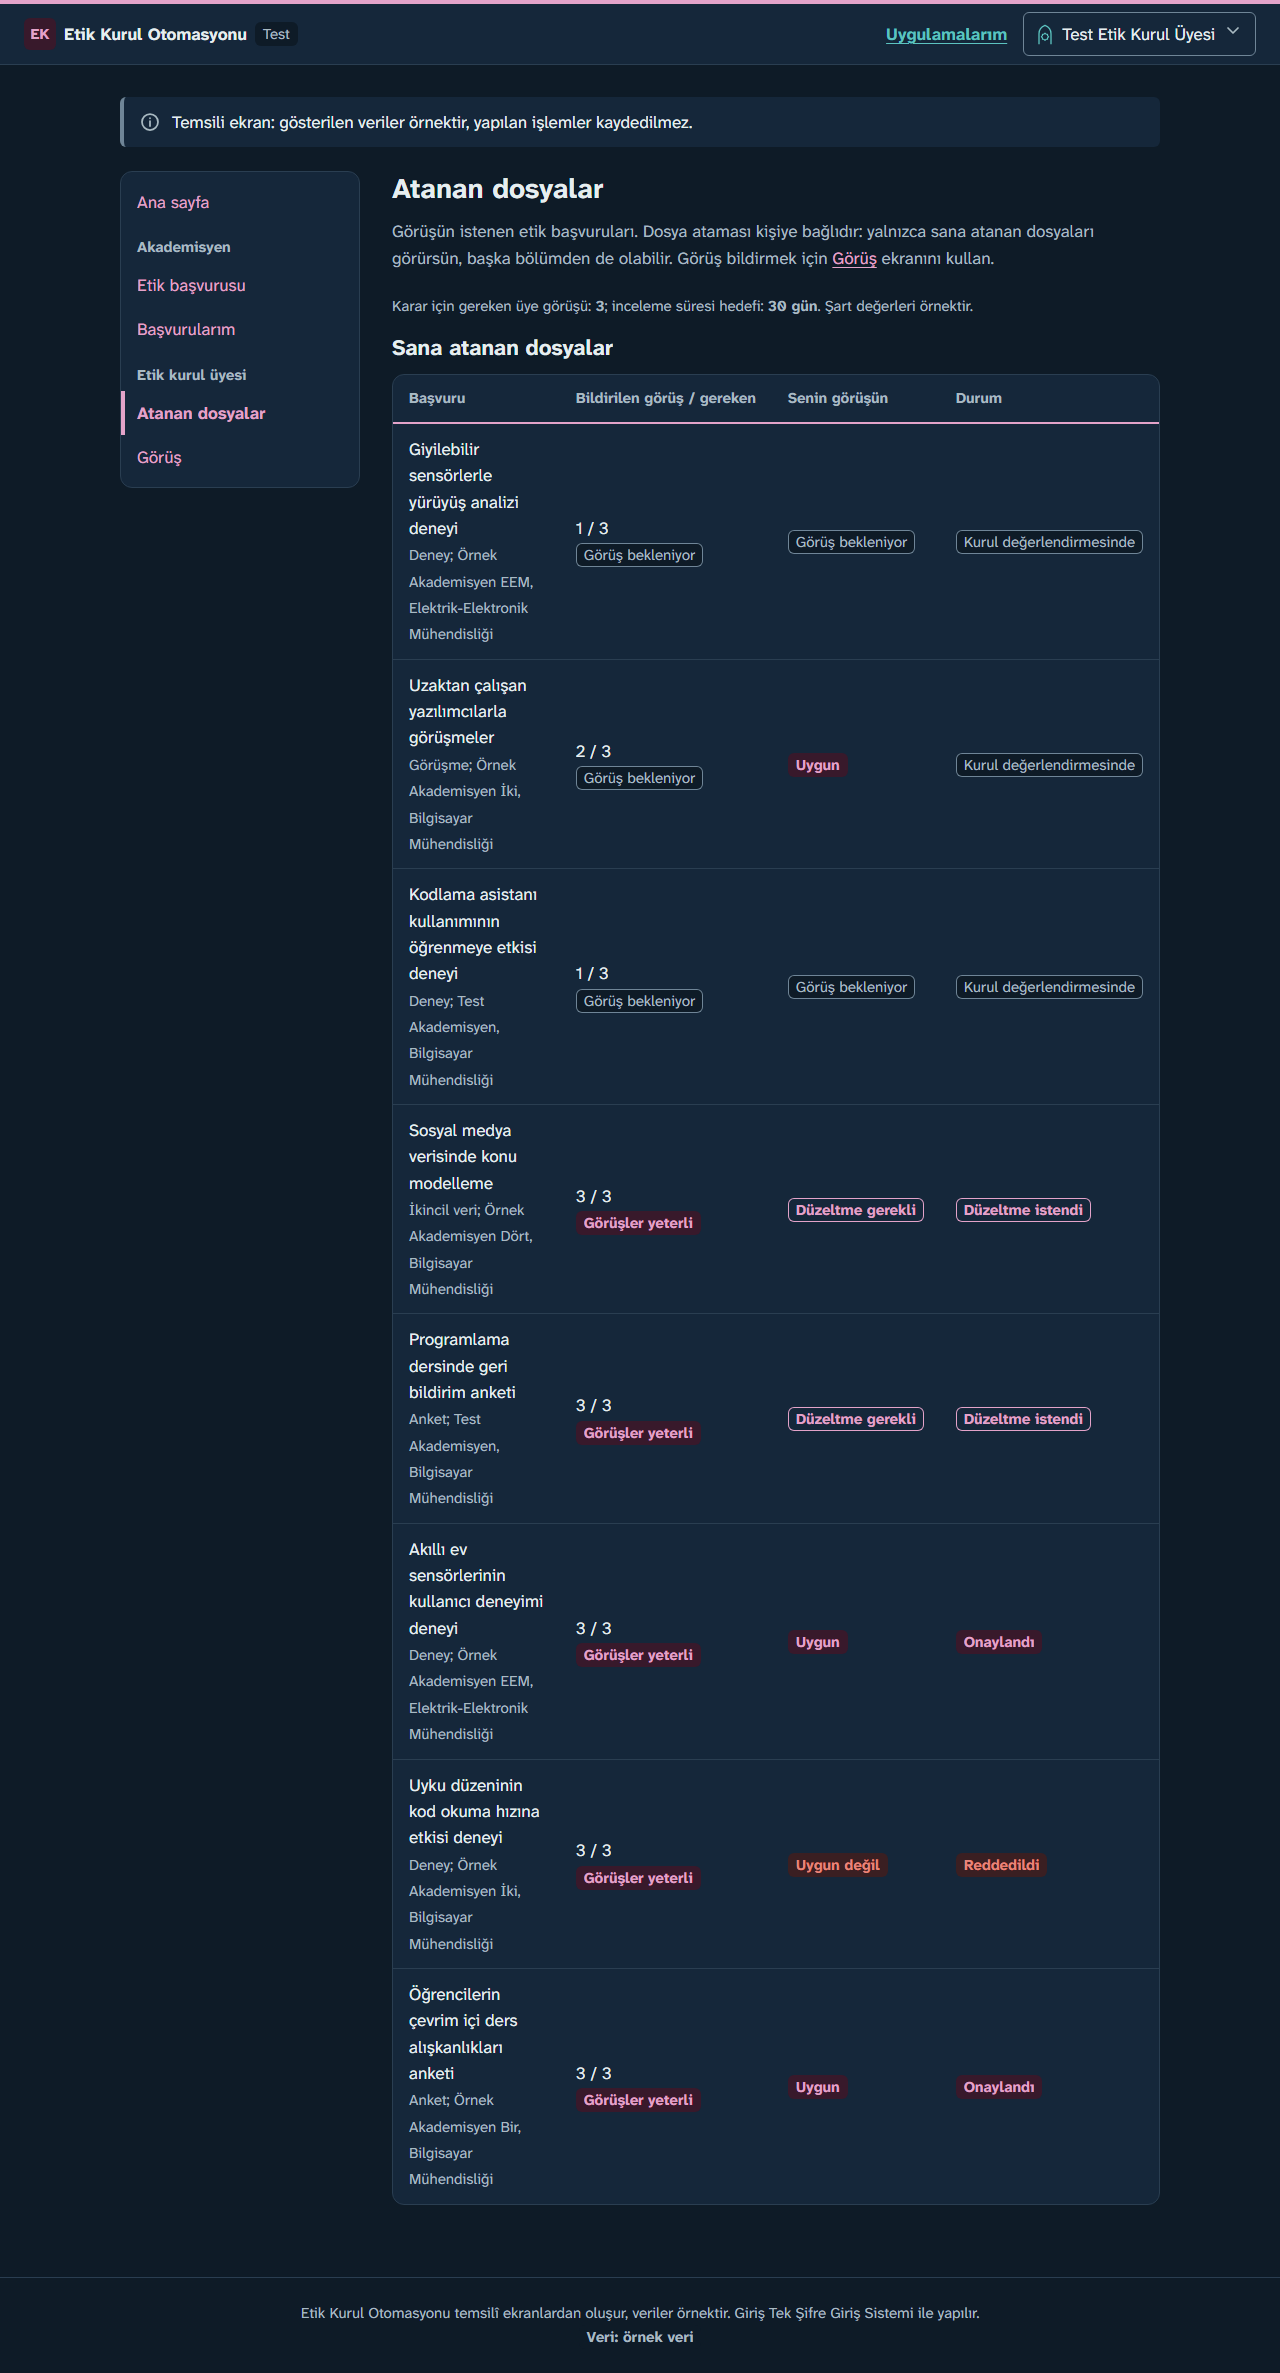 EK Etik Kurul Otomasyonu Test
Uygulamalarım
Test Etik Kurul Üyesi
Temsili ekran: gösterilen veriler örnektir, yapılan işlemler kaydedilmez.
Ana sayfa
Akademisyen
Etik başvurusu
Başvurularım
Etik kurul üyesi
Atanan dosyalar
Görüş
Atanan dosyalar
Görüşün istenen etik başvuruları. Dosya ataması kişiye bağlıdır: yalnızca sana atanan dosyaları
görürsün, başka bölümden de olabilir. Görüş bildirmek için Görüş ekranını kullan.
Karar için gereken üye görüşü: 3; inceleme süresi hedefi: 30 gün. Şart değerleri örnektir.
Sana atanan dosyalar
Başvuru Bildirilen görüş / gereken Senin görüşün Durum
Giyilebilir
sensörlerle
yürüyüş analizi
deneyi
Deney; Örnek
Akademisyen EEM,
Elektrik-Elektronik
Mühendisliği
1 / 3
Görüş bekleniyor
Görüş bekleniyor
Kurul değerlendirmesinde
Uzaktan çalışan
yazılımcılarla
görüşmeler
Görüşme; Örnek
Akademisyen İki,
Bilgisayar
Mühendisliği
2 / 3
Görüş bekleniyor
Uygun
Kurul değerlendirmesinde
Kodlama asistanı
kullanımının
öğrenmeye etkisi
deneyi
Deney; Test
Akademisyen,
Bilgisayar
Mühendisliği
1 / 3
Görüş bekleniyor
Görüş bekleniyor
Kurul değerlendirmesinde
Sosyal medya
verisinde konu
modelleme
İkincil veri; Örnek
Akademisyen Dört,
Bilgisayar
Mühendisliği
3 / 3
Görüşler yeterli
Düzeltme gerekli
Düzeltme istendi
Programlama
dersinde geri
bildirim anketi
Anket; Test
Akademisyen,
Bilgisayar
Mühendisliği
3 / 3
Görüşler yeterli
Düzeltme gerekli
Düzeltme istendi
Akıllı ev
sensörlerinin
kullanıcı deneyimi
deneyi
Deney; Örnek
Akademisyen EEM,
Elektrik-Elektronik
Mühendisliği
3 / 3
Görüşler yeterli
Uygun
Onaylandı
Uyku düzeninin
kod okuma hızına
etkisi deneyi
Deney; Örnek
Akademisyen İki,
Bilgisayar
Mühendisliği
3 / 3
Görüşler yeterli
Uygun değil
Reddedildi
Öğrencilerin
çevrim içi ders
alışkanlıkları
anketi
Anket; Örnek
Akademisyen Bir,
Bilgisayar
Mühendisliği
3 / 3
Görüşler yeterli
Uygun
Onaylandı
Etik Kurul Otomasyonu temsilî ekranlardan oluşur, veriler örnektir. Giriş Tek Şifre Giriş Sistemi ile yapılır.
Veri: örnek veri